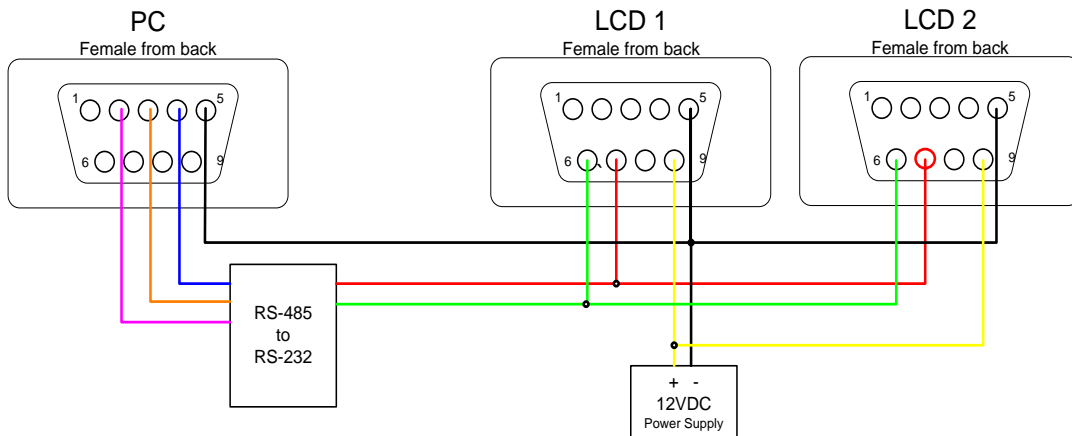 PC
Female from back
1
5
6
9
LCD 1
Female from back
1
5
6
9
LCD 2
Female from back
1
5
6
9
RS-485
to
RS-232
+ -
12VDC
Power Supply